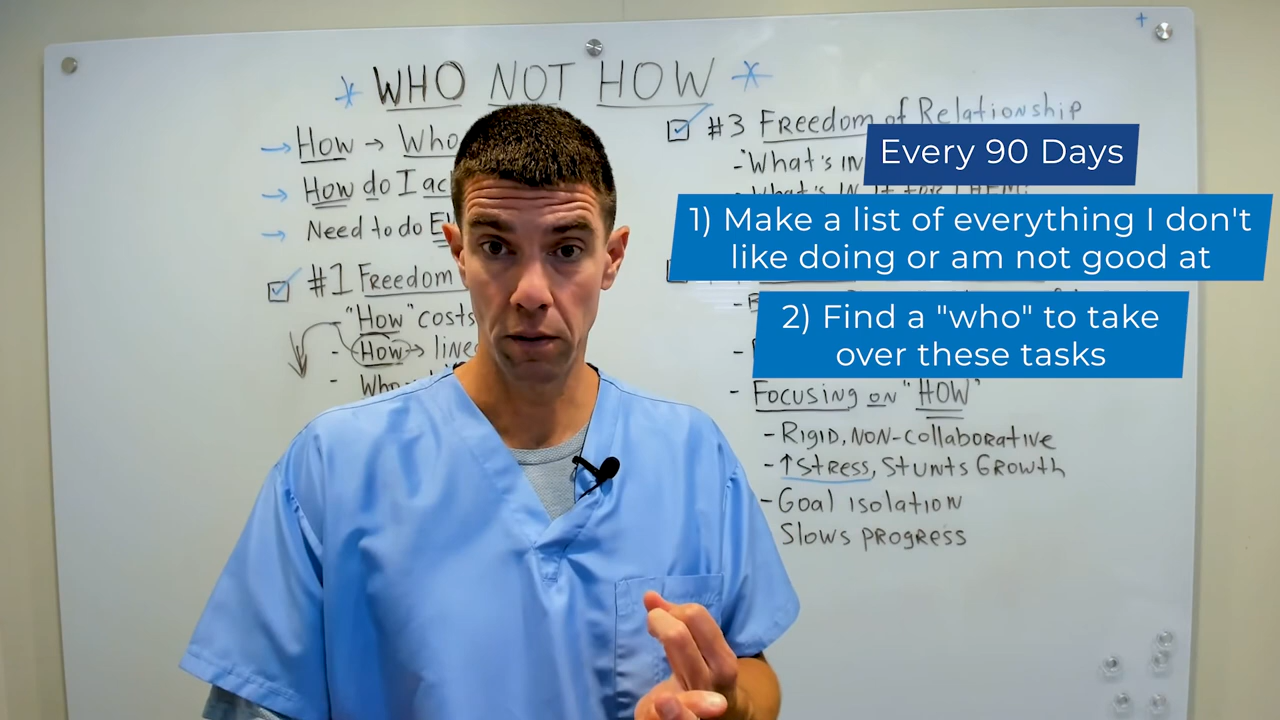 * WHO NOT HOW *
→ How → Who
→ How do I
→ Need to do
#1 Freedom
"How" costs
- How →
-
#3 Freedom of Relationship
- "What's IN
Every 90 Days
1) Make a list of everything I don't
like doing or am not good at
2) Find a "who" to take
over these tasks
- Focusing on "HOW"
- Rigid, Non-collaborative
- ↑Stress, Stunts Growth
- Goal isolation
Slows progress